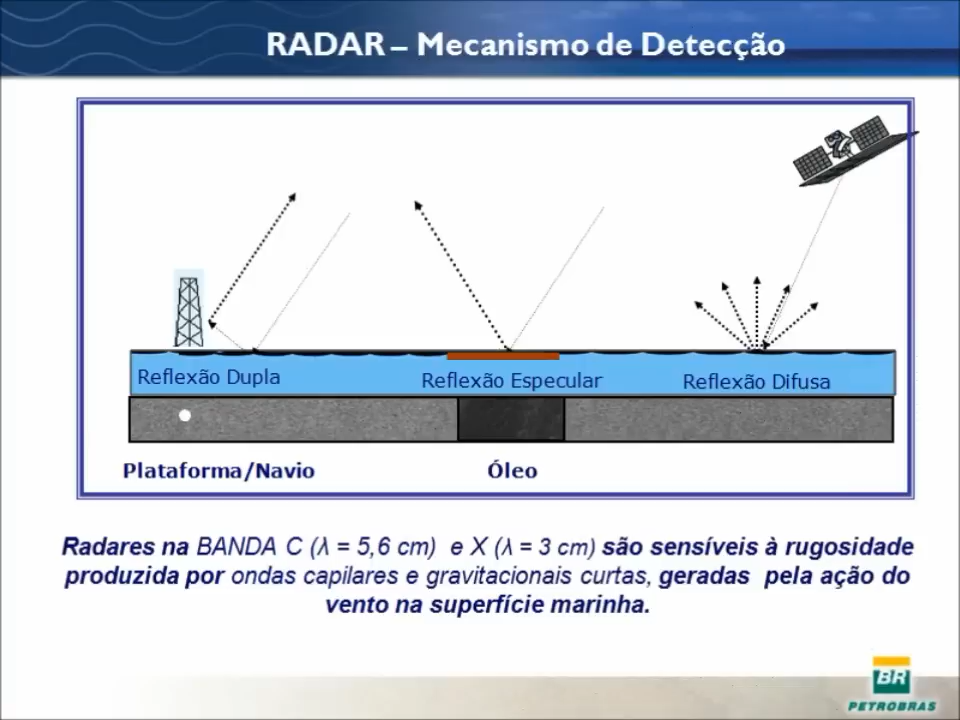 RADAR – Mecanismo de Detecção
Reflexão Dupla
Reflexão Especular
Reflexão Difusa
Plataforma/Navio
Óleo
Radares na BANDA C (λ = 5,6 cm) e X (λ = 3 cm) são sensíveis à rugosidade
produzida por ondas capilares e gravitacionais curtas, geradas pela ação do
vento na superfície marinha.
BR
PETROBRAS